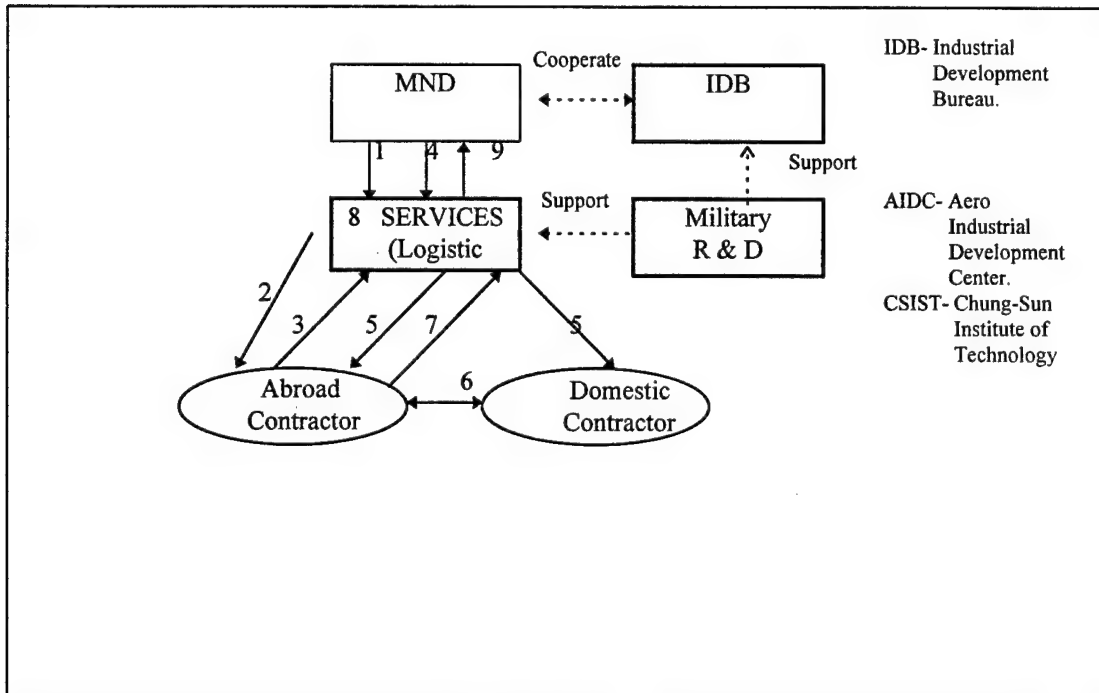 MND
Cooperate
IDB
IDB- Industrial
Development
Bureau.
1
4
9
Support
8 SERVICES
(Logistic
Support
Military
R & D
AIDC- Aero
Industrial
Development
Center.
CSIST- Chung-Sun
Institute of
Technology
2
3
5
7
5
Abroad
Contractor
6
Domestic
Contractor